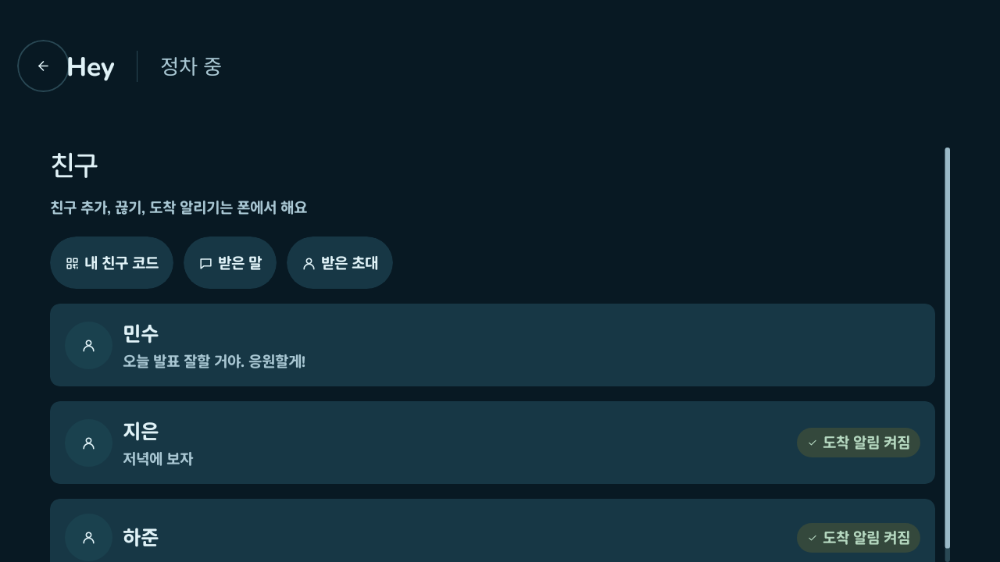 Hey
정차 중
친구
친구 추가, 끊기, 도착 알리기는 폰에서 해요
내 친구 코드
받은 말
받은 초대
민수
오늘 발표 잘할 거야. 응원할게!
지은
저녁에 보자
도착 알림 켜짐
하준
도착 알림 켜짐